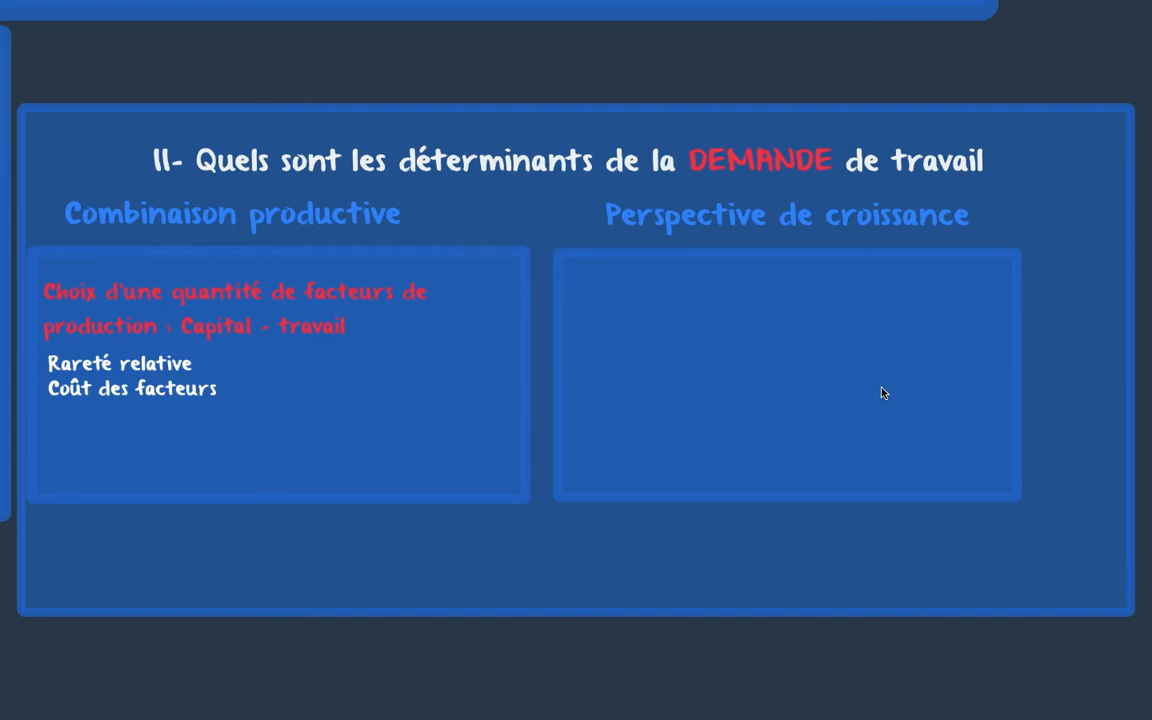 II- Quels sont les déterminants de la DEMANDE de travail
Combinaison productive
Perspective de croissance
Choix d'une quantité de facteurs de
production : Capital - travail
Rareté relative
Coût des facteurs